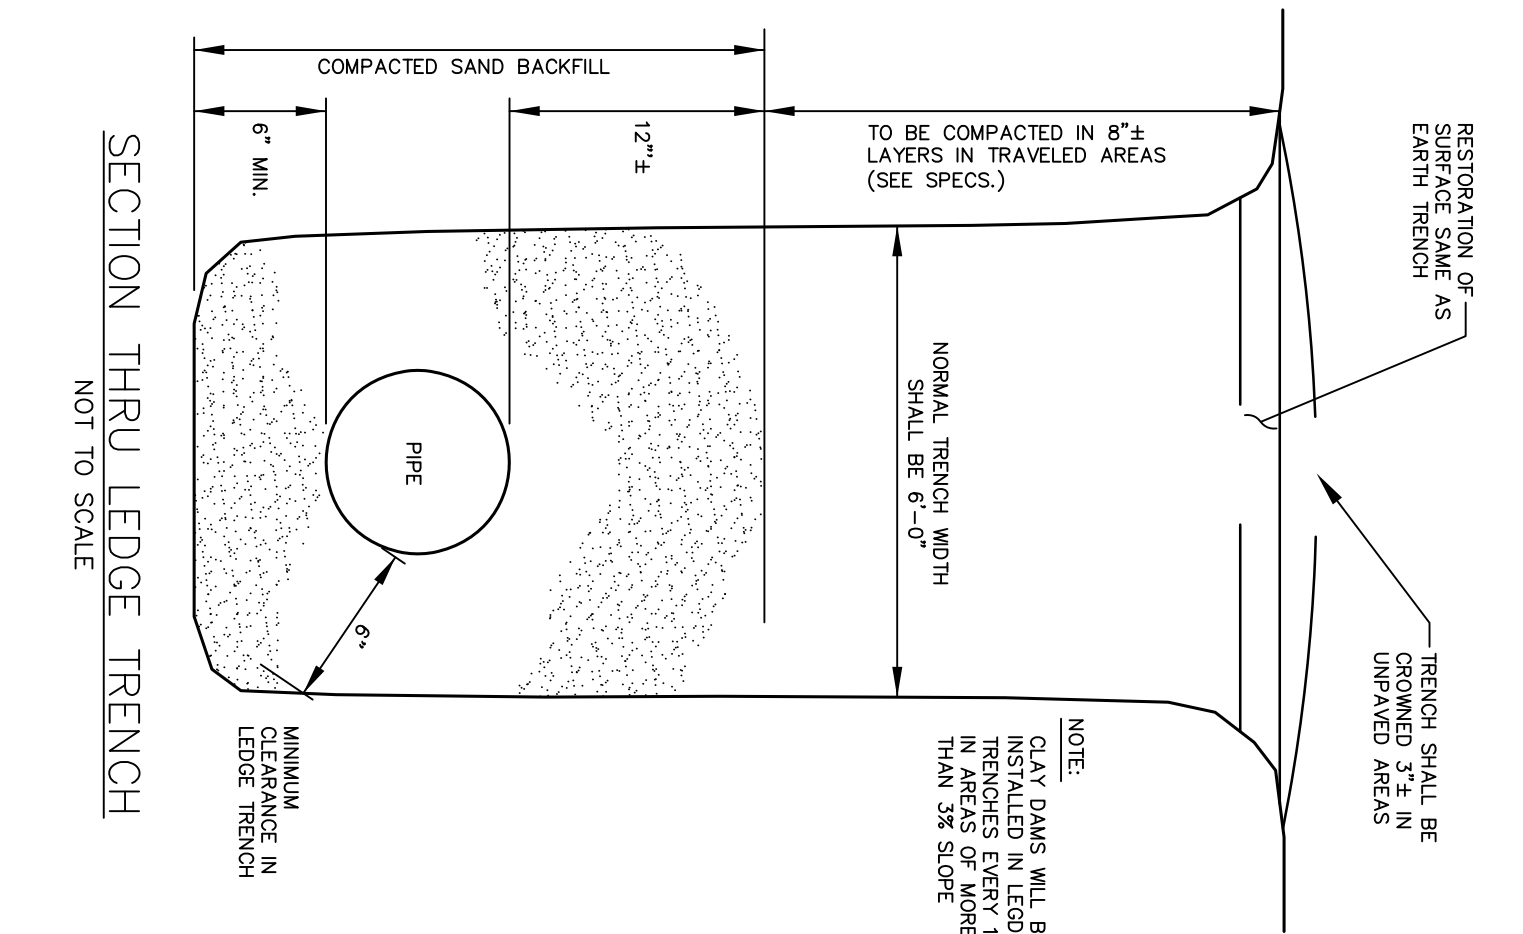 RESTORATION OF
SURFACE SAME AS
EARTH TRENCH
TRENCH SHALL BE
CROWNED 3"± IN
UNPAVED AREAS
TO BE COMPACTED IN 8"±
LAYERS IN TRAVELED AREAS
(SEE SPECS.)
NORMAL TRENCH WIDTH
SHALL BE 6'-0"
NOTE:
CLAY DAMS WILL
INSTALLED IN
TRENCHES EVERY
IN AREAS OF MORE
THAN 3% SLOPE
COMPACTED SAND BACKFILL
12"'±
6" MIN.
PIPE
6"
MINIMUM
CLEARANCE IN
LEDGE TRENCH
SECTION THRU LEDGE TRENCH
NOT TO SCALE